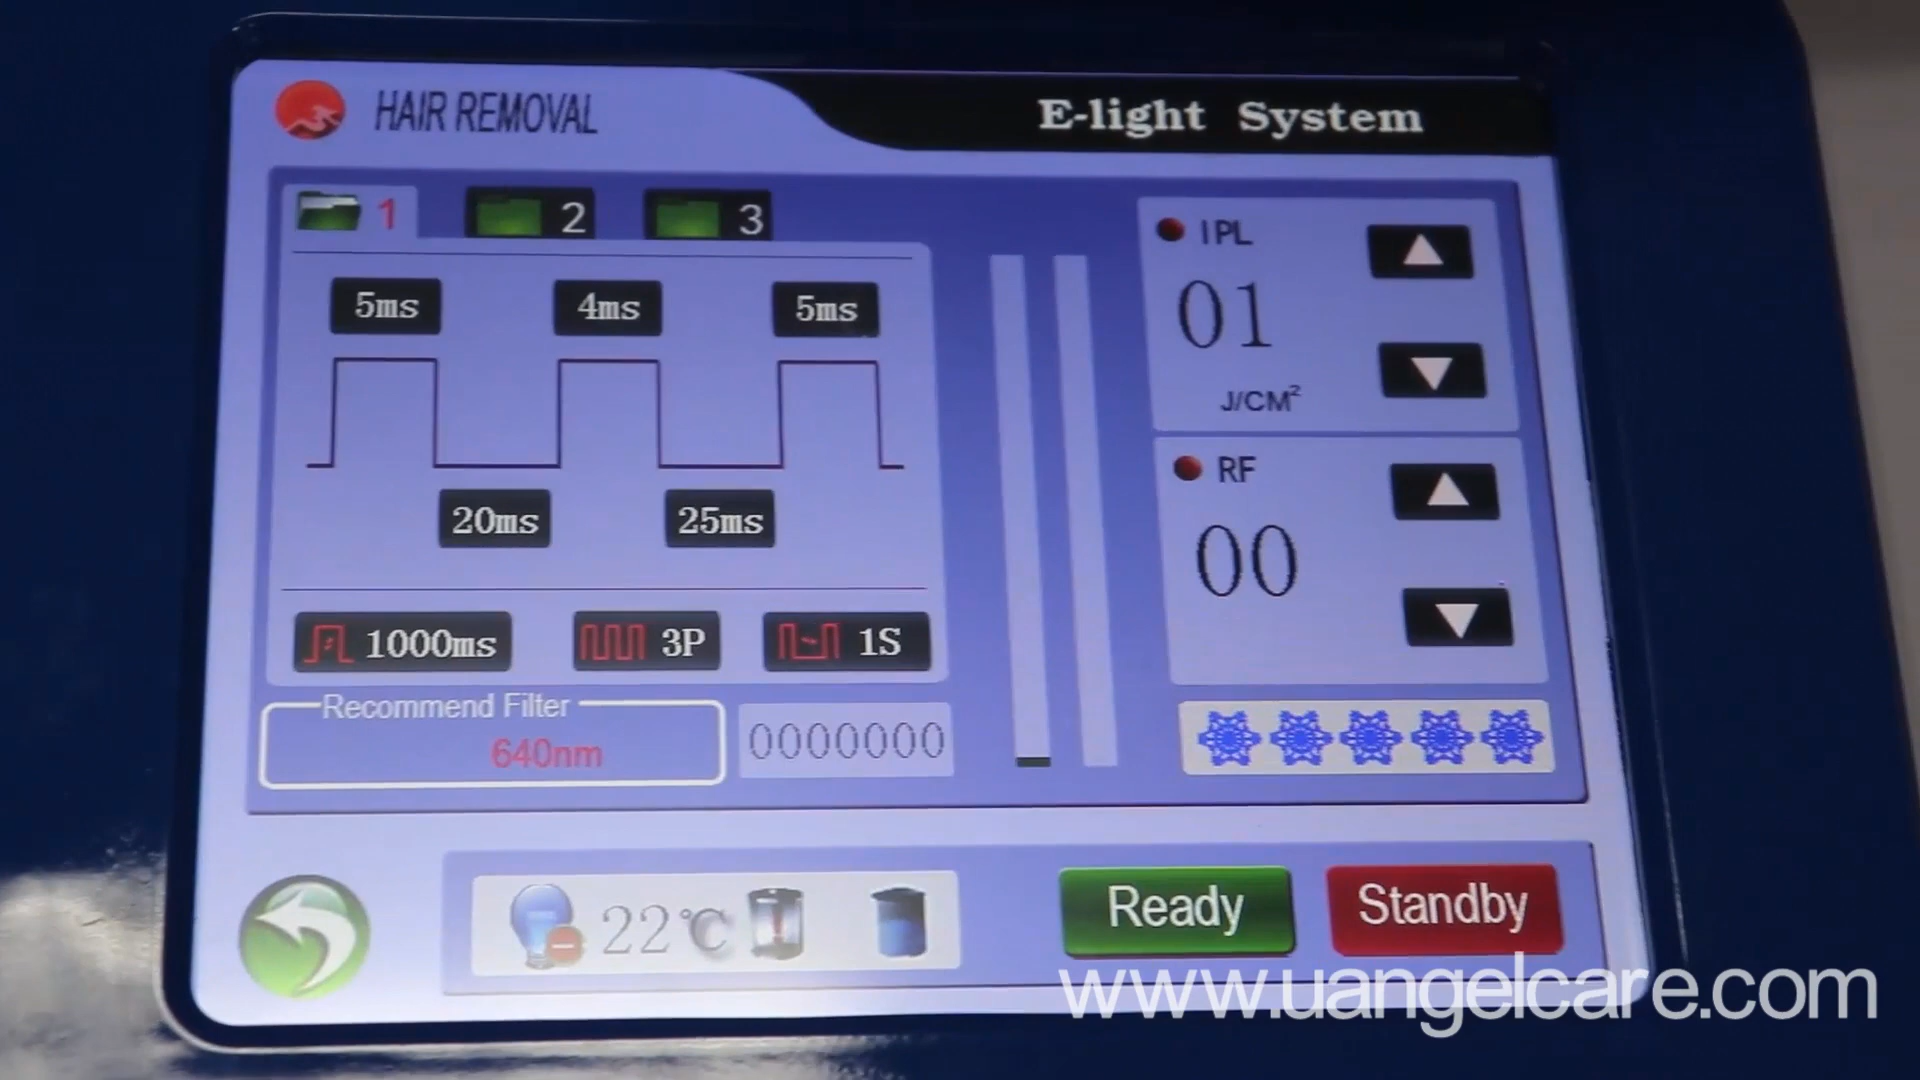 HAIR REMOVAL
E-light System
1
2
3
5ms
4ms
5ms
20ms
25ms
1000ms
3P
1S
Recommend Filter
640nm
0000000
IPL
01
J/CM²
RF
00
22℃
Ready
Standby
www.uangelcare.com